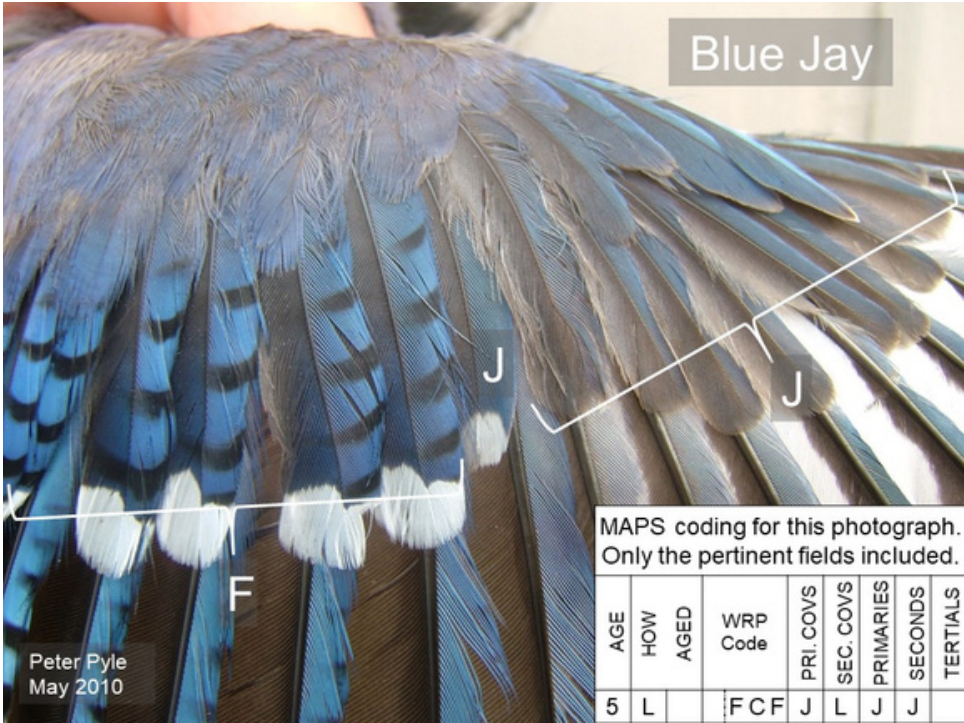 Blue Jay
J
J
F
MAPS coding for this photograph.
Only the pertinent fields included.
AGE
HOW
AGED
WRP
Code
PRI. COVS
SEC. COVS
PRIMARIES
SECONDS
TERTIALS
5 L F C F J L J J
Peter Pyle
May 2010